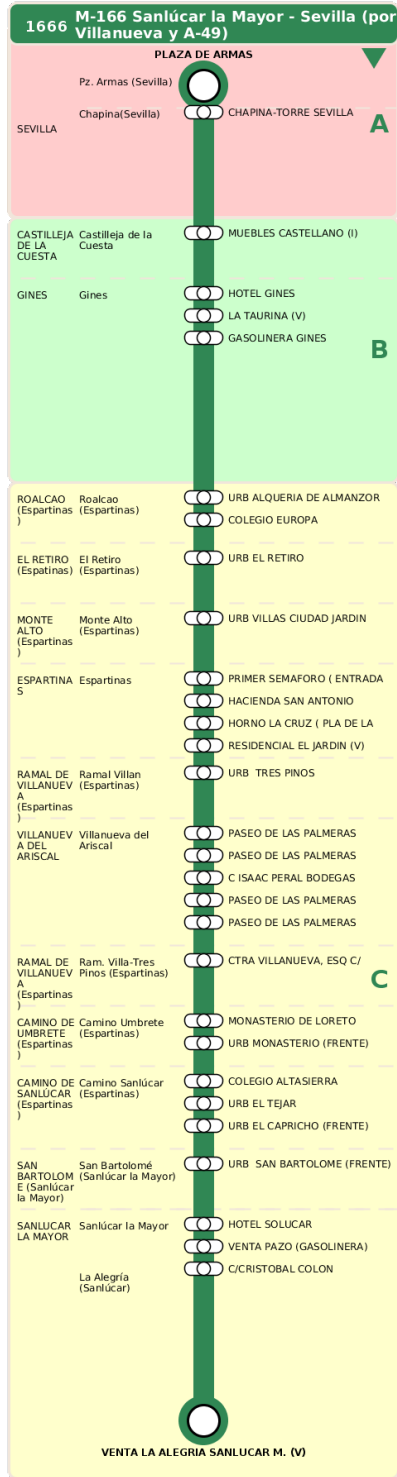 1666
M-166 Sanlúcar la Mayor - Sevilla (por
Villanueva y A-49)
PLAZA DE ARMAS
Pz. Armas (Sevilla)
SEVILLA
Chapina(Sevilla)
CHAPINA-TORRE SEVILLA
A
CASTILLEJA
DE LA
CUESTA
Castilleja de la
Cuesta
MUEBLES CASTELLANO (I)
GINES
Gines
HOTEL GINES
LA TAURINA (V)
GASOLINERA GINES
B
ROALCAO
(Espartinas
)
Roalcao
(Espartinas)
URB ALQUERIA DE ALMANZOR
COLEGIO EUROPA
EL RETIRO
(Espatinas)
El Retiro
(Espartinas)
URB EL RETIRO
MONTE
ALTO
(Espartinas
)
Monte Alto
(Espartinas)
URB VILLAS CIUDAD JARDIN
ESPARTINA
S
Espartinas
PRIMER SEMAFORO ( ENTRADA
HACIENDA SAN ANTONIO
HORNO LA CRUZ ( PLA DE LA
RESIDENCIAL EL JARDIN (V)
RAMAL DE
VILLANUEV
A
(Espartinas
)
Ramal Villan
(Espartinas)
URB  TRES PINOS
VILLANUEV
A DEL
ARISCAL
Villanueva del
Ariscal
PASEO DE LAS PALMERAS
PASEO DE LAS PALMERAS
C ISAAC PERAL BODEGAS
PASEO DE LAS PALMERAS
PASEO DE LAS PALMERAS
RAMAL DE
VILLANUEV
A
(Espartinas
)
Ram. Villa-Tres
Pinos (Espartinas)
CTRA VILLANUEVA, ESQ C/
C
CAMINO DE
UMBRETE
(Espartinas
)
Camino Umbrete
(Espartinas)
MONASTERIO DE LORETO
URB MONASTERIO (FRENTE)
CAMINO DE
SANLÚCAR
(Espartinas
)
Camino Sanlúcar
(Espartinas)
COLEGIO ALTASIERRA
URB EL TEJAR
URB EL CAPRICHO (FRENTE)
SAN
BARTOLOM
E (Sanlúcar
la Mayor)
San Bartolomé
(Sanlúcar la Mayor)
URB  SAN BARTOLOME (FRENTE)
SANLUCAR
LA MAYOR
Sanlúcar la Mayor
HOTEL SOLUCAR
VENTA PAZO (GASOLINERA)
C/CRISTOBAL COLON
La Alegría
(Sanlúcar)
VENTA LA ALEGRIA SANLUCAR M. (V)